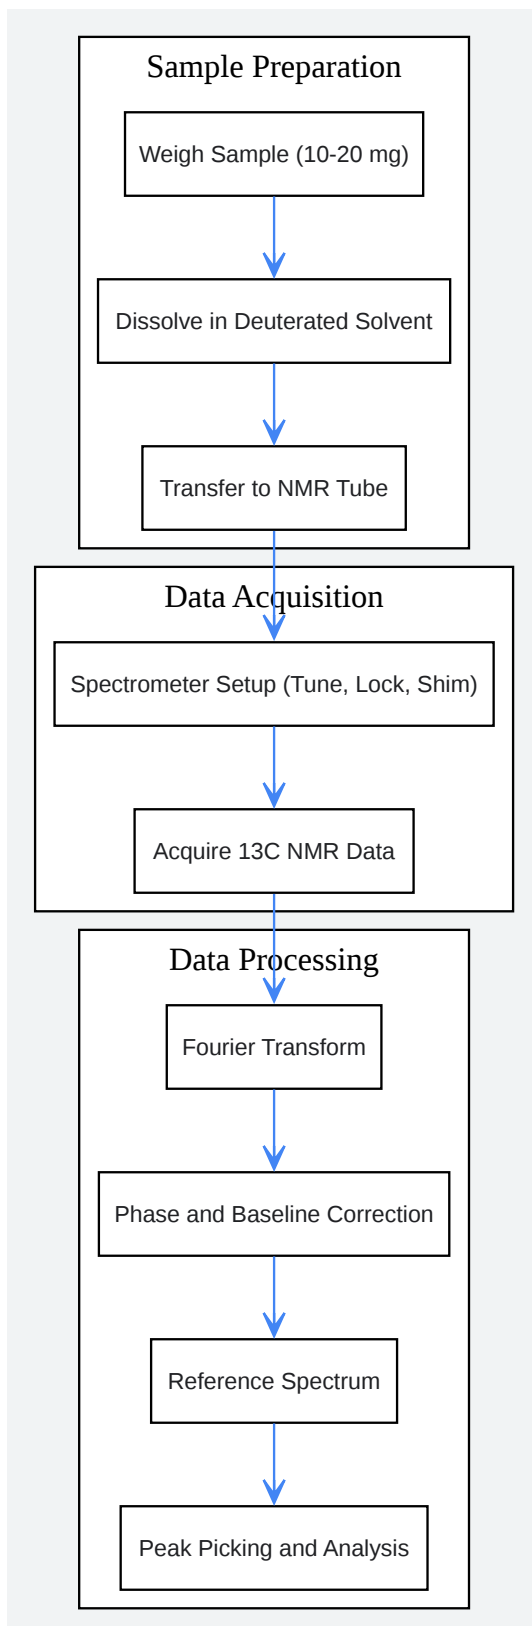 Sample Preparation
Weigh Sample (10-20 mg)
Dissolve in Deuterated Solvent
Transfer to NMR Tube
Data Acquisition
Spectrometer Setup (Tune, Lock, Shim)
Acquire 13C NMR Data
Data Processing
Fourier Transform
Phase and Baseline Correction
Reference Spectrum
Peak Picking and Analysis